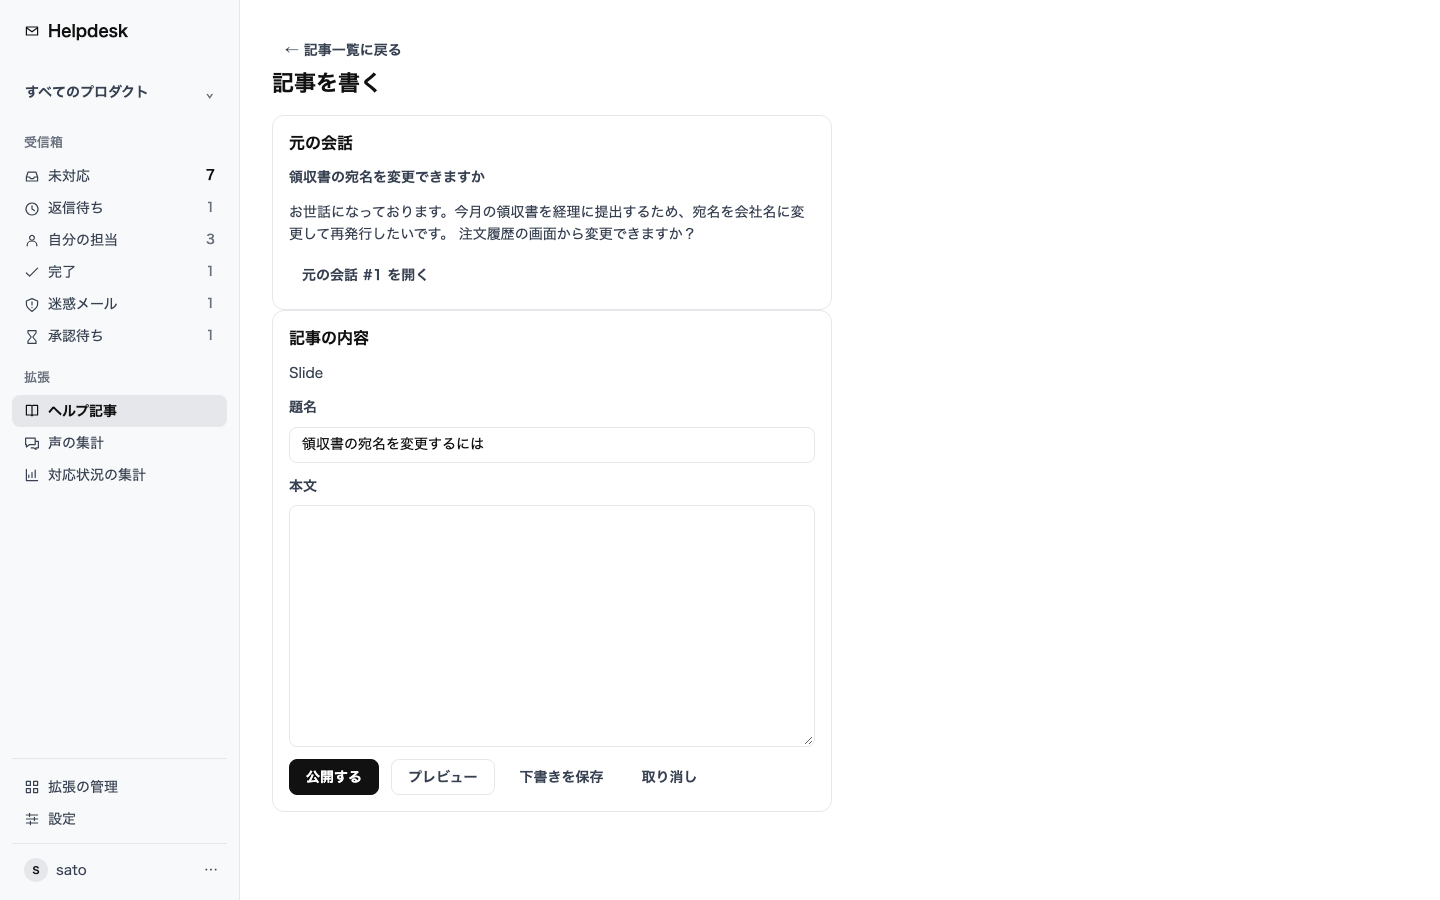 Helpdesk
すべてのプロダクト
受信箱
未対応 7
返信待ち 1
自分の担当 3
完了 1
迷惑メール 1
承認待ち 1
拡張
ヘルプ記事
声の集計
対応状況の集計
拡張の管理
設定
S sato ...
← 記事一覧に戻る
記事を書く
元の会話
領収書の宛名を変更できますか
お世話になっております。今月の領収書を経理に提出するため、宛名を会社名に変
更して再発行したいです。 注文履歴の画面から変更できますか？
元の会話 #1 を開く
記事の内容
Slide
題名
領収書の宛名を変更するには
本文
公開する プレビュー 下書きを保存 取り消し